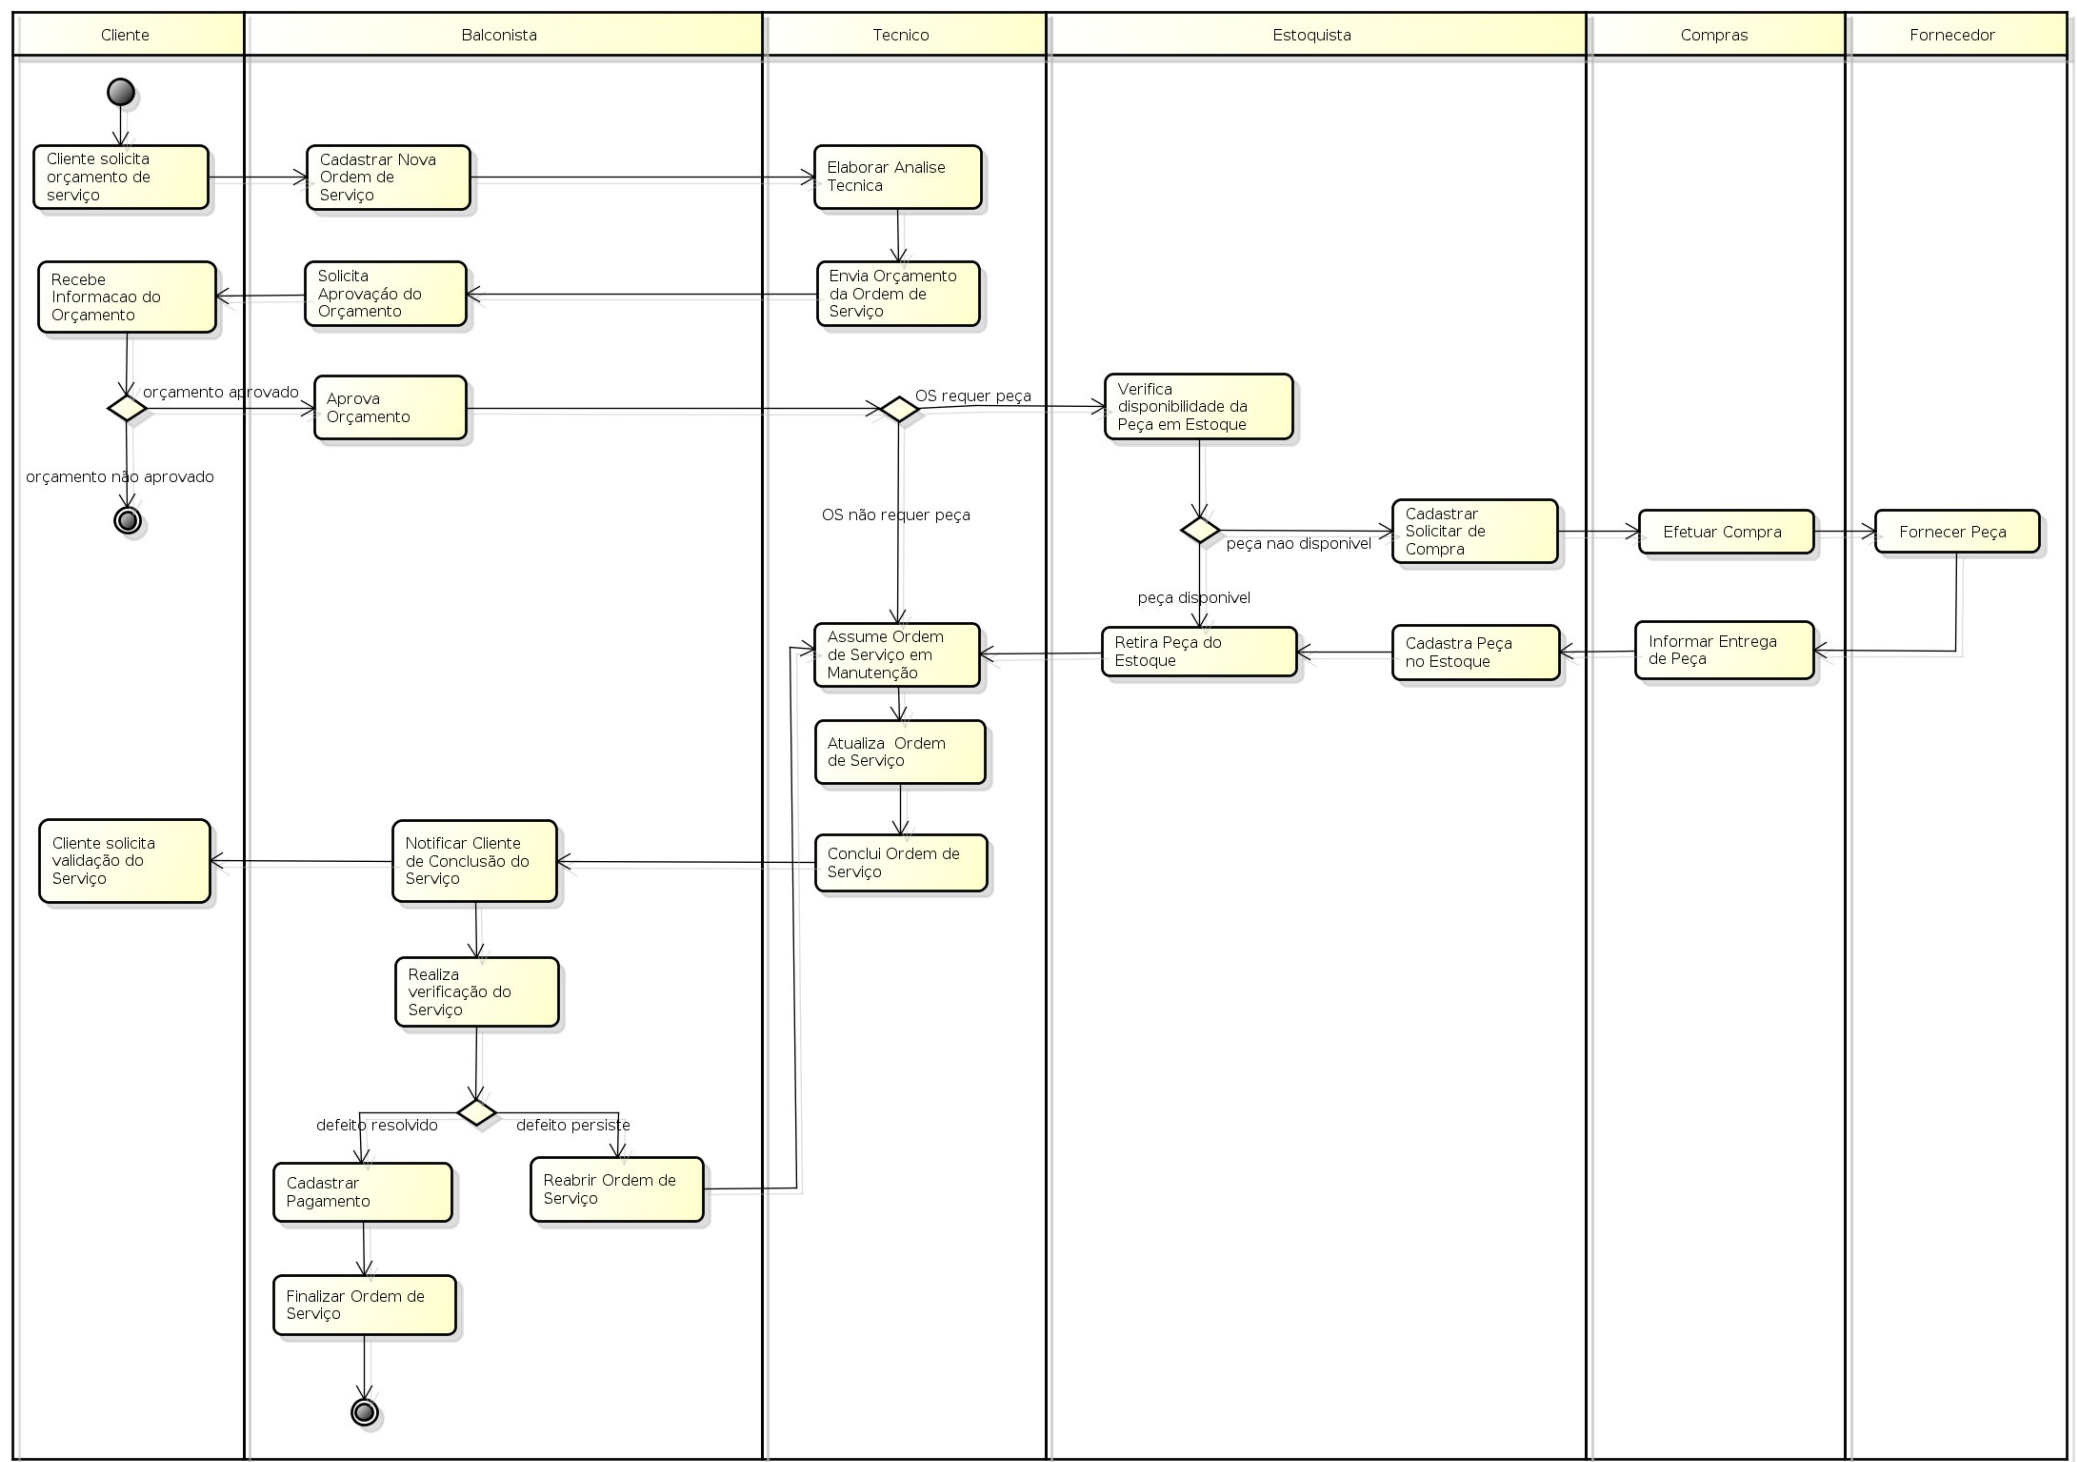 Cliente
Balconista
Tecnico
Estoquista
Compras
Fornecedor
Cliente solicita
orçamento de
serviço
Cadastrar Nova
Ordem de
Serviço
Elaborar Analise
Tecnica
Recebe
Informacao do
Orçamento
Solicita
Aprovaçáo do
Orçamento
Envia Orçamento
da Ordem de
Serviço
orçamento aprovado
Aprova
Orçamento
OS requer peça
Verifica
disponibilidade da
Peça em Estoque
orçamento não aprovado
OS não requer peça
peça nao disponivel
Cadastrar
Solicitar de
Compra
Efetuar Compra
Fornecer Peça
peça disponivel
Assume Ordem
de Serviço em
Manutenção
Retira Peça do
Estoque
Cadastra Peça
no Estoque
Informar Entrega
de Peça
Atualiza  Ordem
de Serviço
Cliente solicita
validação do
Serviço
Notificar Cliente
de Conclusão do
Serviço
Conclui Ordem de
Serviço
Realiza
verificação do
Serviço
defeito resolvido
defeito persiste
Cadastrar
Pagamento
Reabrir Ordem de
Serviço
Finalizar Ordem de
Serviço